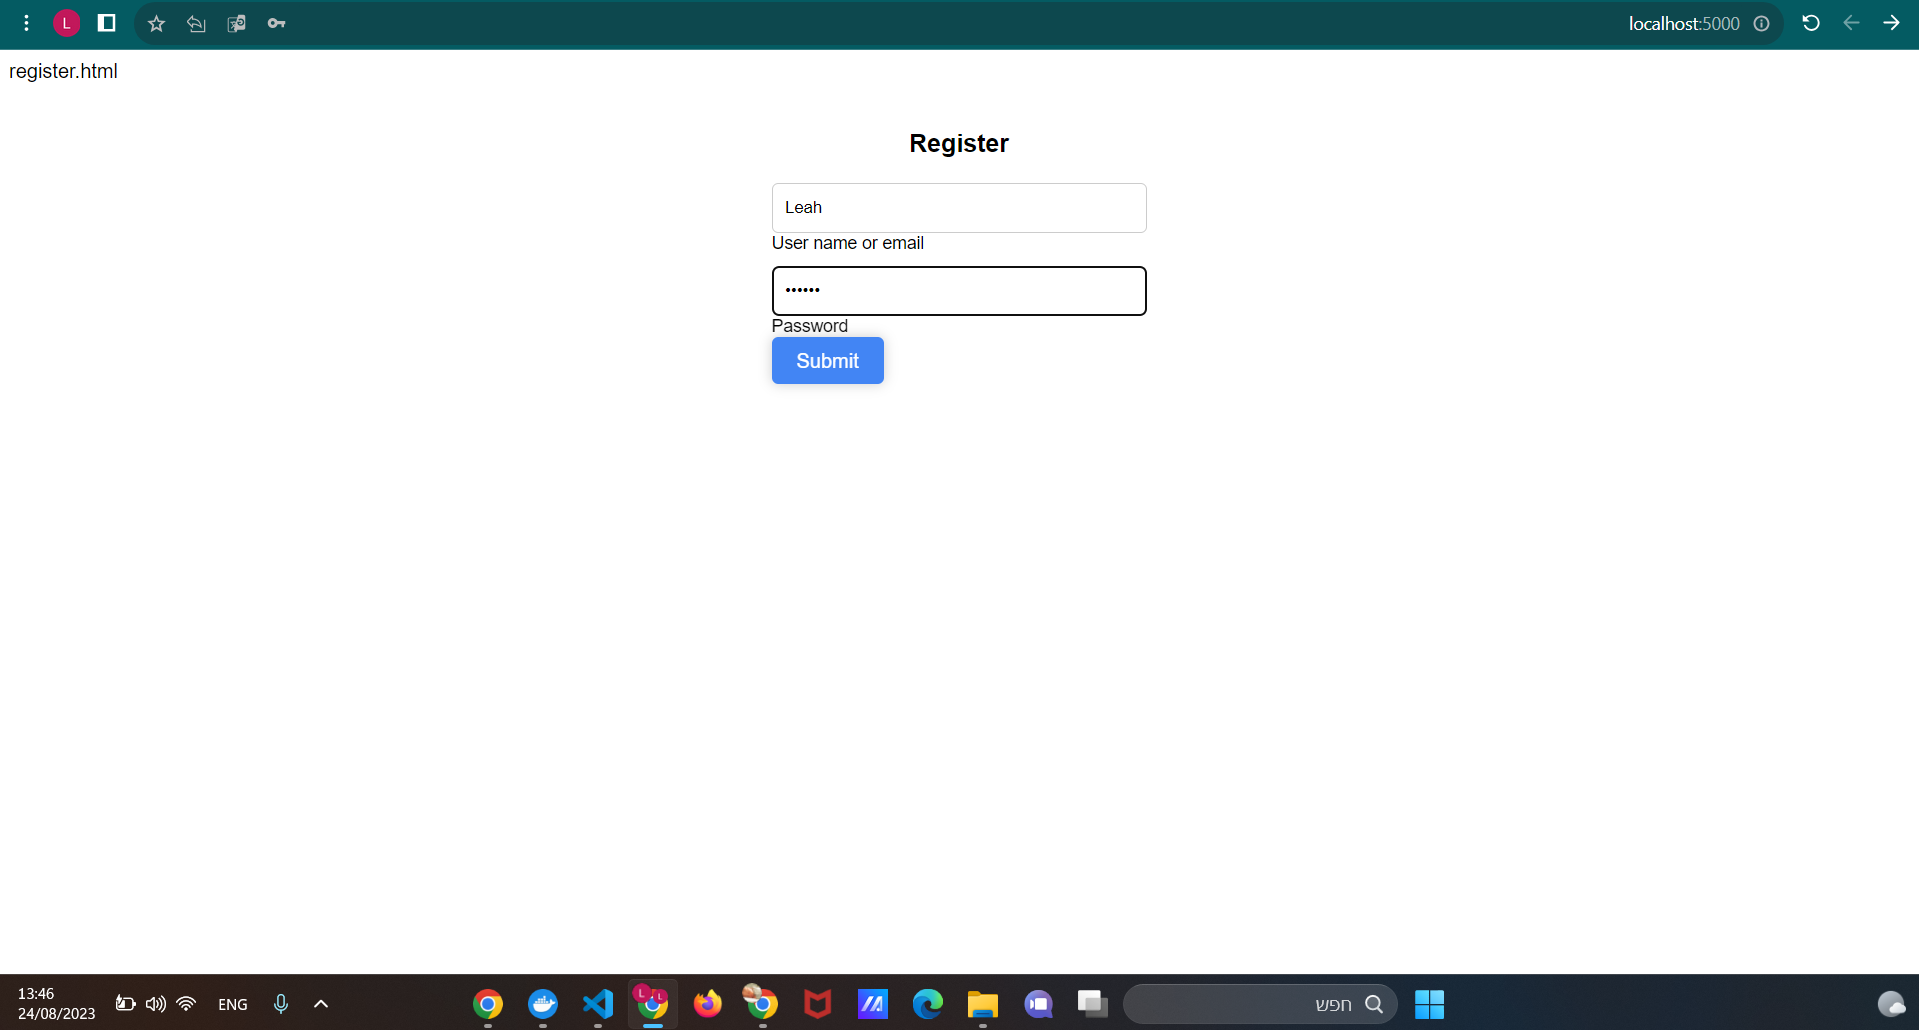 L
localhost:5000
register.html
Register
Leah
User name or email
••••••
Password
Submit
13:46
24/08/2023
ENG
L L
חפש